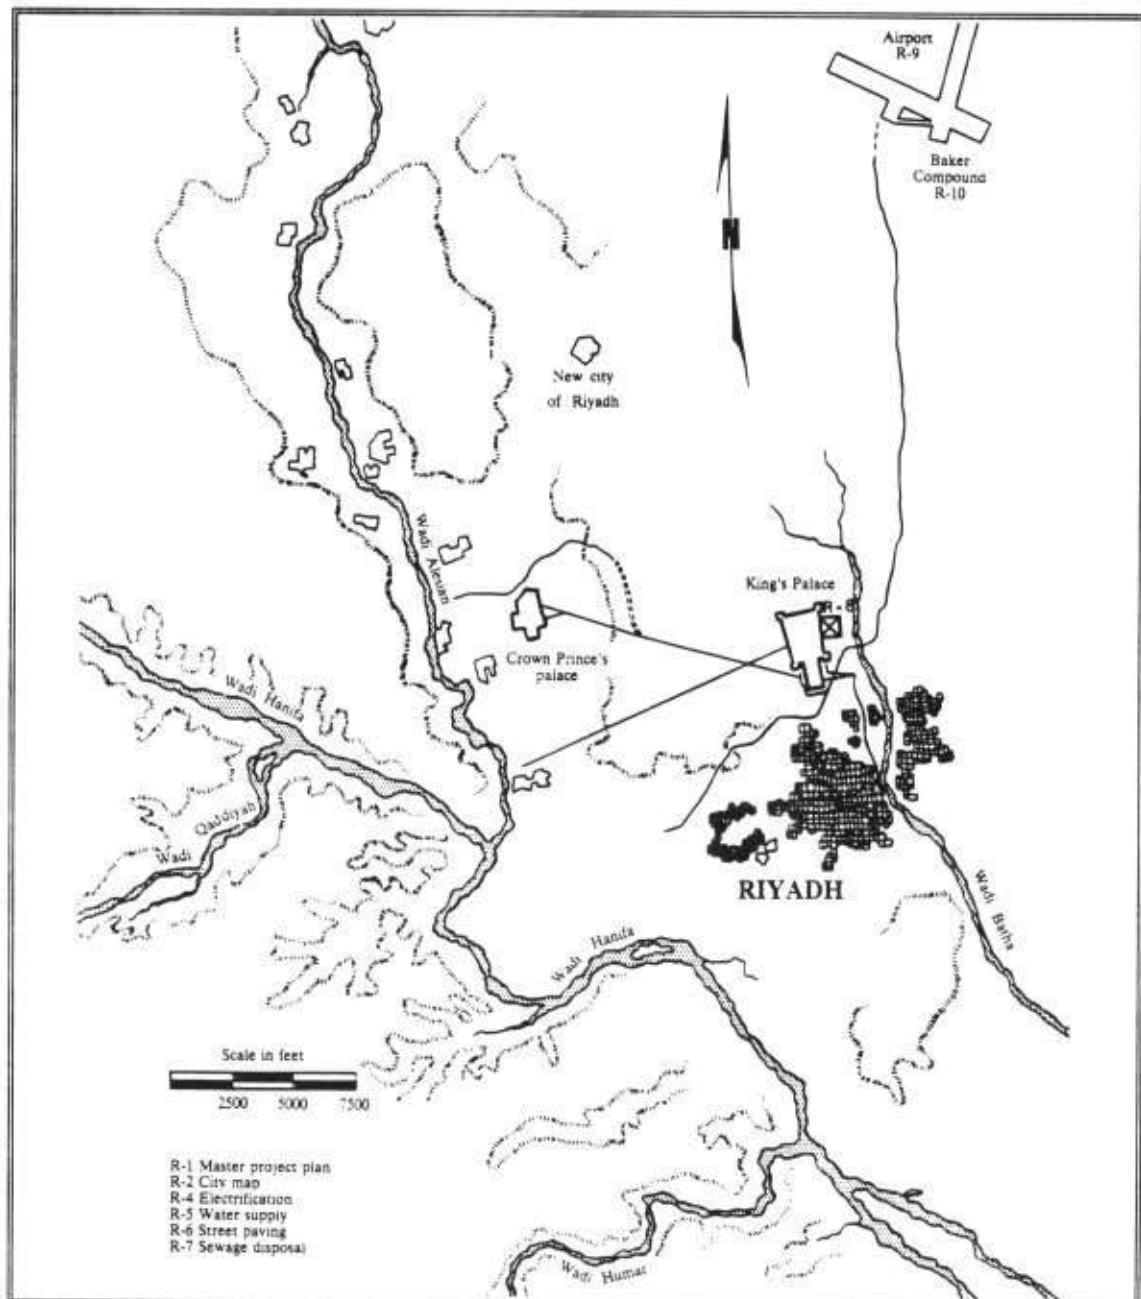 Airport
R-9
Baker
Compound
R-10
N
New city
of Riyadh
Wadi Alesian
King's Palace
R - 8
Crown Prince's
palace
Wadi Hanifa
Wadi Qaddiyah
RIYADH
Wadi Batha
Wadi Hanifa
Scale in feet
2500 5000 7500
R-1 Master project plan
R-2 City map
R-4 Electrification
R-5 Water supply
R-6 Street paving
R-7 Sewage disposal
Wadi Humar